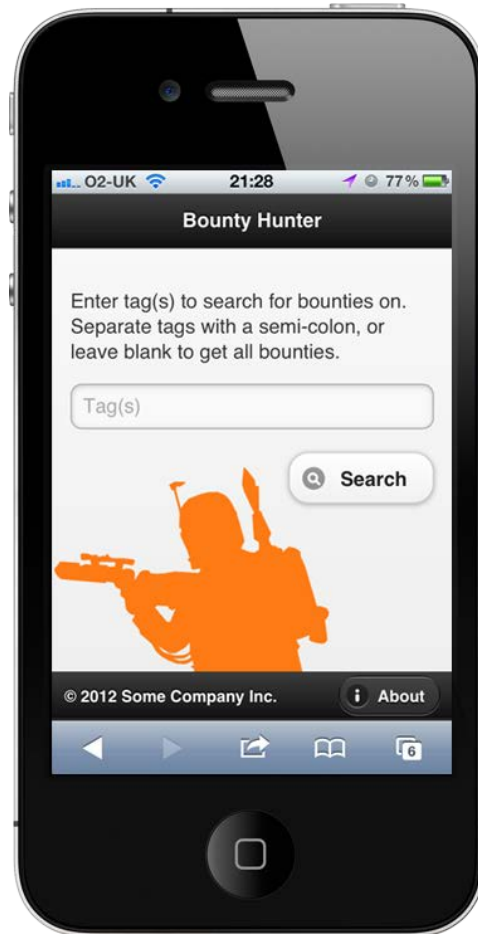 O2-UK 21:28 77%
Bounty Hunter
Enter tag(s) to search for bounties on.
Separate tags with a semi-colon, or
leave blank to get all bounties.
Tag(s)
Search
© 2012 Some Company Inc. i About
6